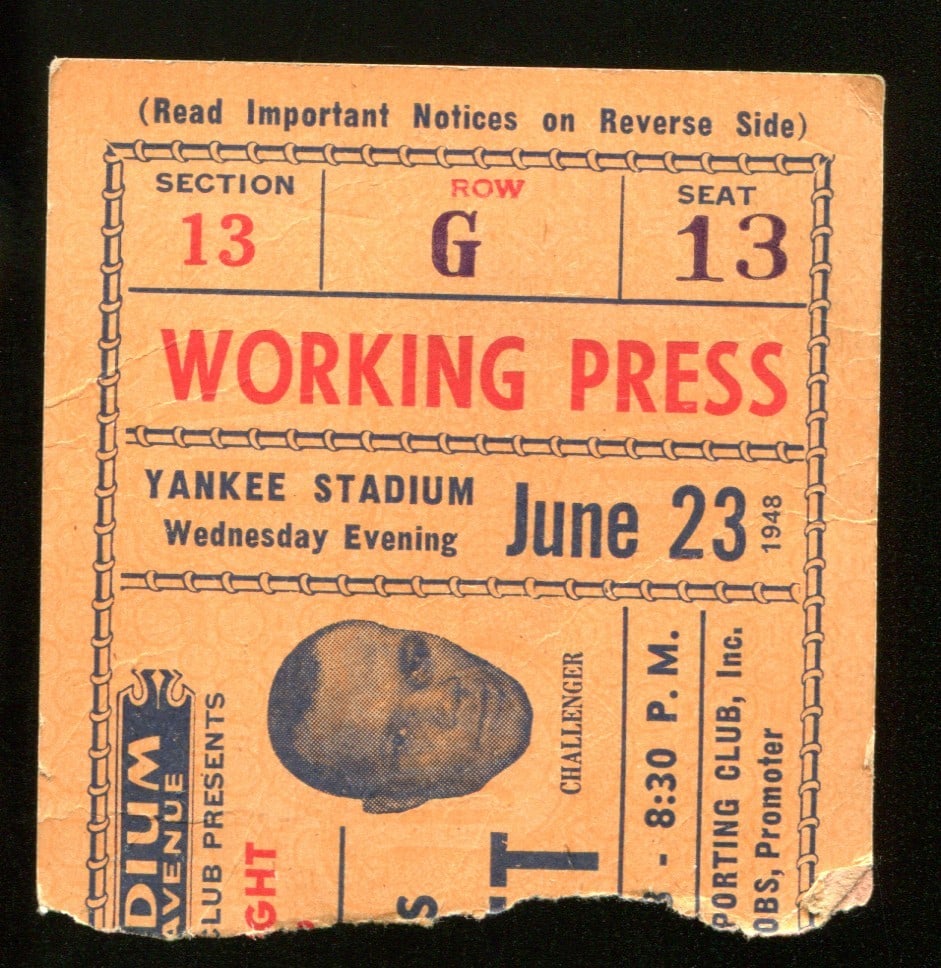 (Read Important Notices on Reverse Side)
SECTION ROW SEAT
13 G 13
WORKING PRESS
YANKEE STADIUM
Wednesday Evening
June 23 1948
DIUM
AVENUE
CLUB PRESENTS
GHT
S
T
CHALLENGER
- 8:30 P. M.
PORTING CLUB, Inc.
OBS, Promoter